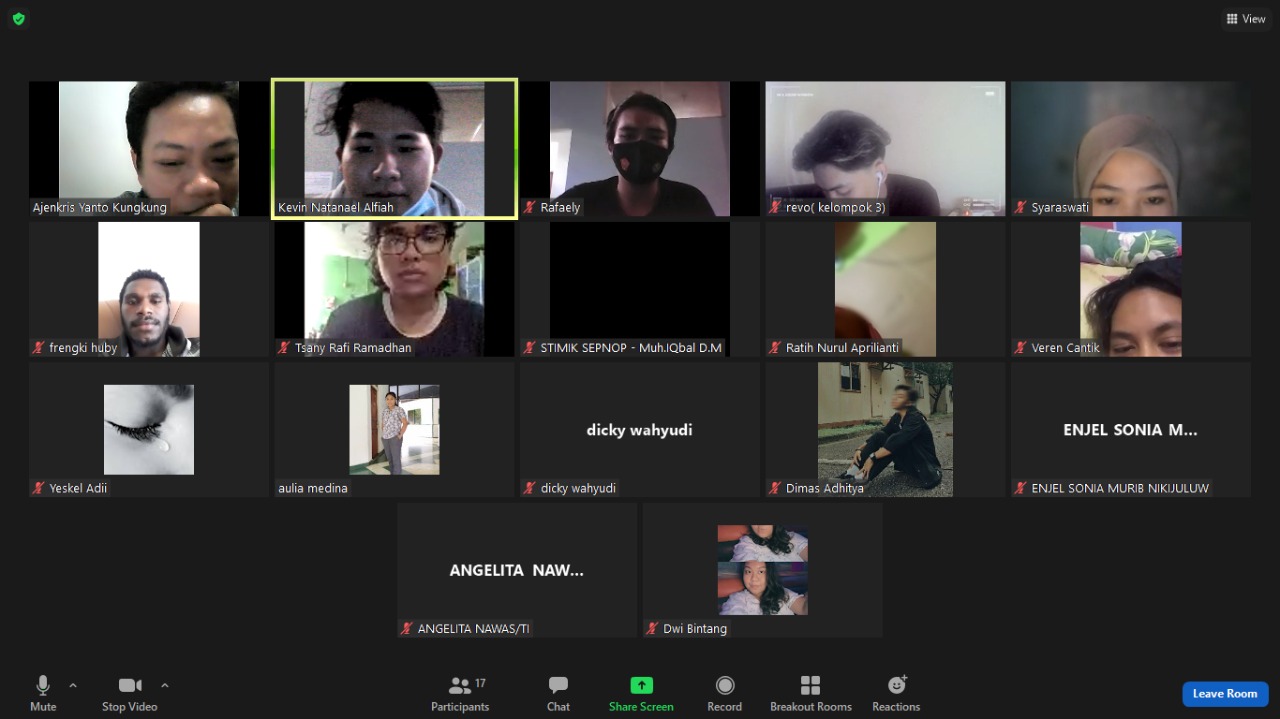 View
Ajenkris Yanto Kungkung
Kevin Natanael Alfiah
Rafaely
revo( kelompok 3)
Syaraswati
frengki huby
Tsany Rafi Ramadhan
STIMIK SEPNOP - Muh.IQbal D.M
Ratih Nurul Aprilianti
Veren Cantik
Yeskel Adii
aulia medina
dicky wahyudi
dicky wahyudi
Dimas Adhitya
ENJEL SONIA M...
ENJEL SONIA MURIB NIKIJULUW
ANGELITA NAW...
ANGELITA NAWAS/TI
Dwi Bintang
Mute
Stop Video
17
Participants
Chat
Share Screen
Record
Breakout Rooms
Reactions
Leave Room